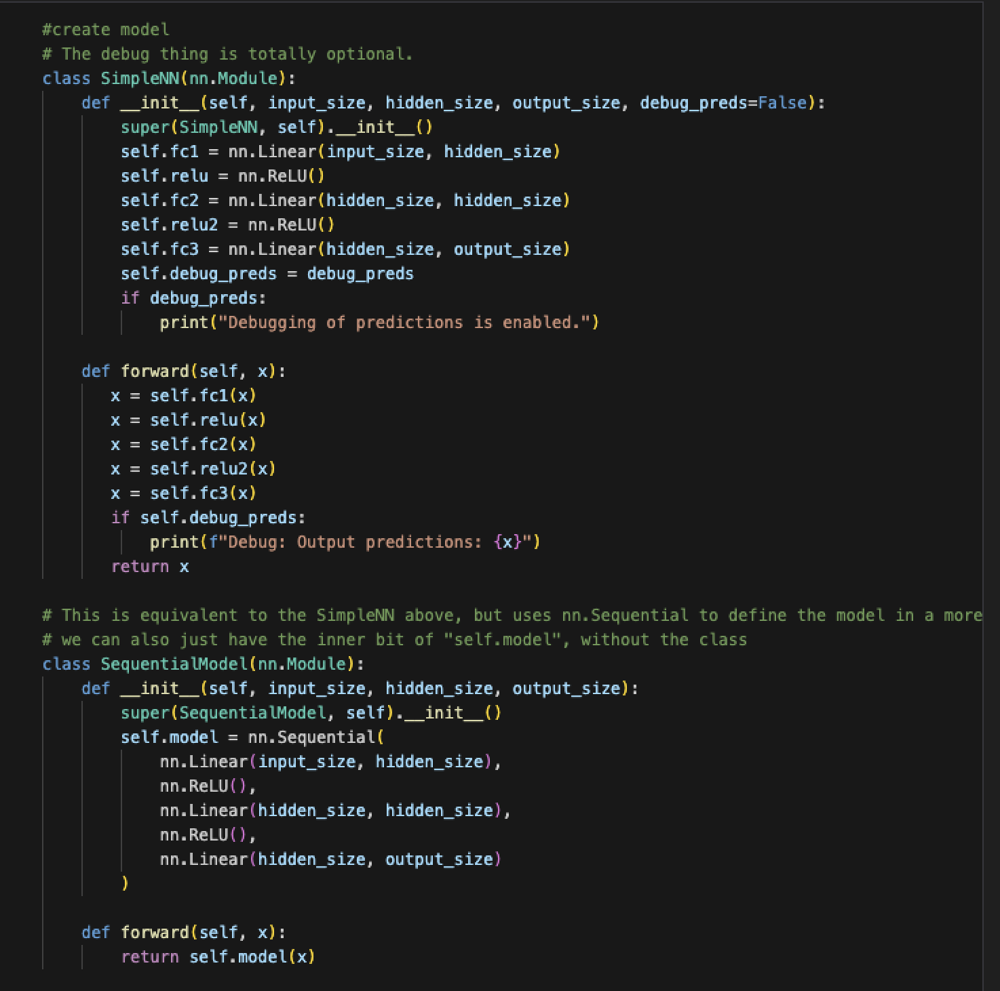 #create model
# The debug thing is totally optional.
class SimpleNN(nn.Module):
    def __init__(self, input_size, hidden_size, output_size, debug_preds=False):
        super(SimpleNN, self).__init__()
        self.fc1 = nn.Linear(input_size, hidden_size)
        self.relu = nn.ReLU()
        self.fc2 = nn.Linear(hidden_size, hidden_size)
        self.relu2 = nn.ReLU()
        self.fc3 = nn.Linear(hidden_size, output_size)
        self.debug_preds = debug_preds
        if debug_preds:
            print("Debugging of predictions is enabled.")

    def forward(self, x):
       x = self.fc1(x)
       x = self.relu(x)
       x = self.fc2(x)
       x = self.relu2(x)
       x = self.fc3(x)
       if self.debug_preds:
           print(f"Debug: Output predictions: {x}")
       return x

# This is equivalent to the SimpleNN above, but uses nn.Sequential to define the model in a more
# we can also just have the inner bit of "self.model", without the class
class SequentialModel(nn.Module):
    def __init__(self, input_size, hidden_size, output_size):
        super(SequentialModel, self).__init__()
        self.model = nn.Sequential(
            nn.Linear(input_size, hidden_size),
            nn.ReLU(),
            nn.Linear(hidden_size, hidden_size),
            nn.ReLU(),
            nn.Linear(hidden_size, output_size)
        )

    def forward(self, x):
        return self.model(x)